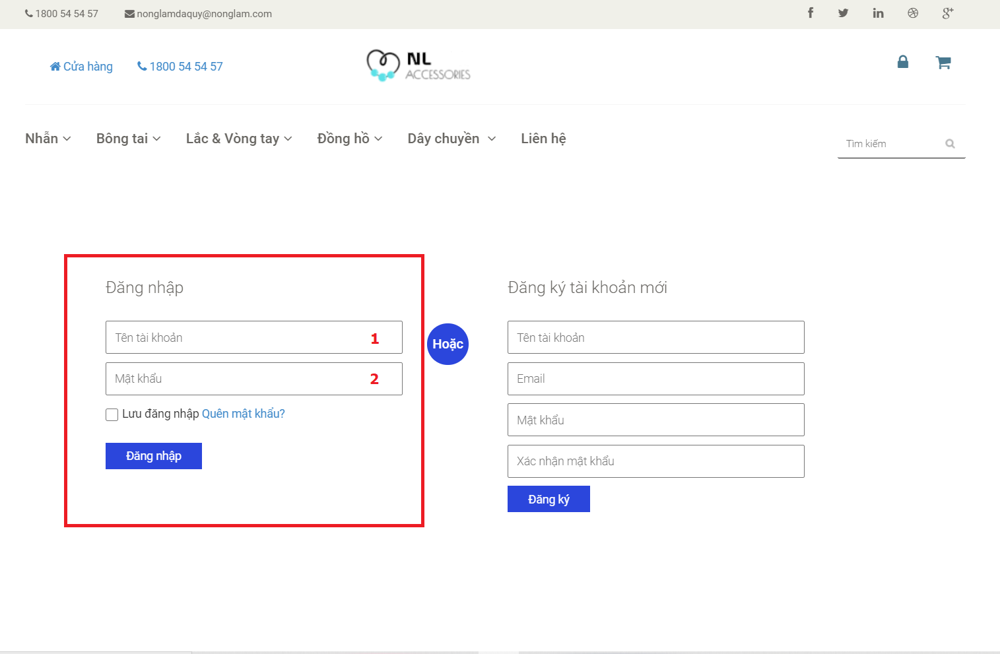 1800 54 54 57 nonglamdaquy@nonglam.com
Cửa hàng 1800 54 54 57
NL
ACCESSORIES
Nhẫn Bông tai Lắc & Vòng tay Đồng hồ Dây chuyền Liên hệ
Tìm kiếm
Đăng nhập
Tên tài khoản 1
Mật khẩu 2
Lưu đăng nhập Quên mật khẩu?
Đăng nhập
Hoặc
Đăng ký tài khoản mới
Tên tài khoản
Email
Mật khẩu
Xác nhận mật khẩu
Đăng ký